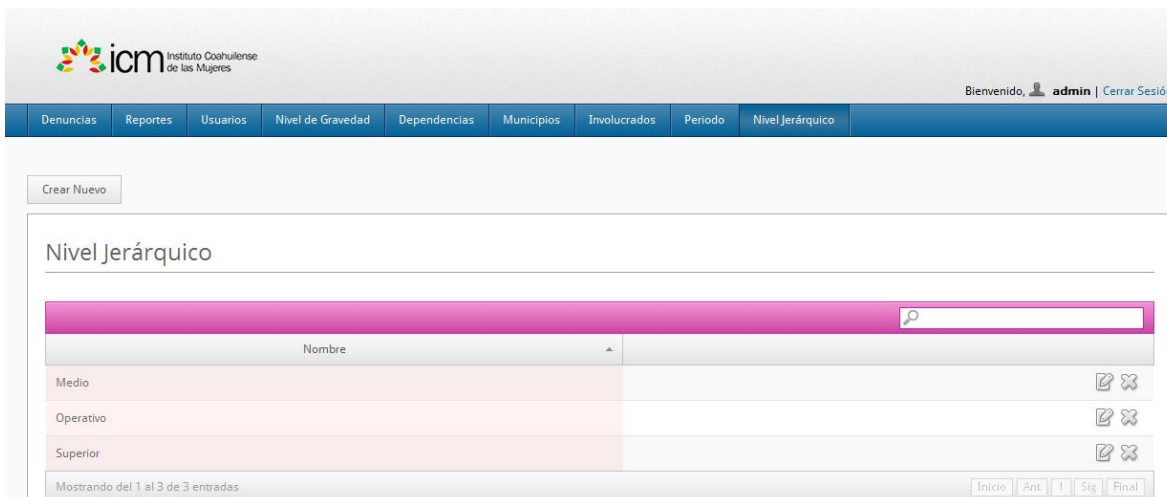 icm Instituto Coahuilense
de las Mujeres
Bienvenido, admin | Cerrar Sesió
Denuncias Reportes Usuarios Nivel de Gravedad Dependencias Municipios Involucrados Periodo Nivel Jerárquico
Crear Nuevo
Nivel Jerárquico
Nombre
Medio
Operativo
Superior
Mostrando del 1 al 3 de 3 entradas Inicio Ant 1 Sig Final